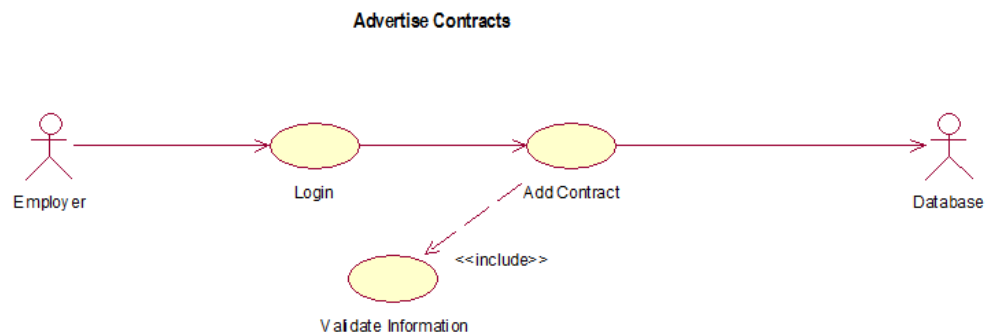 Advertise Contracts
Employer
Login
Add Contract
Database
<<include>>
Validate Information